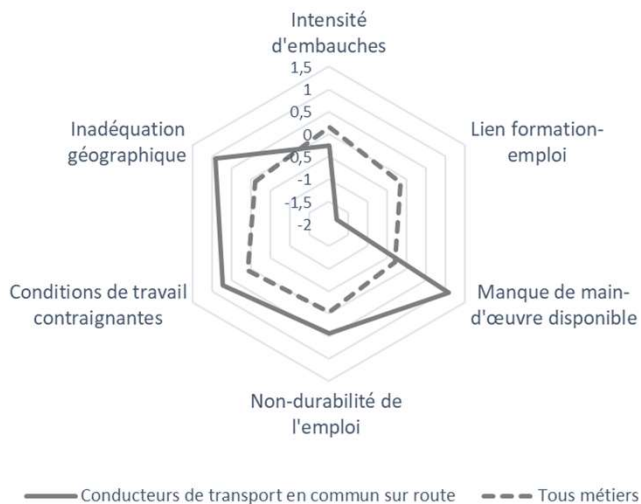 Intensité
d'embauches
1,5
1
0,5
0
0,5
-1
-1,5
-2
Inadéquation
géographique
Lien formation-
emploi
Conditions de travail
contraignantes
Manque de main-
d'œuvre disponible
Non-durabilité de
l'emploi
Conducteurs de transport en commun sur route
Tous métiers